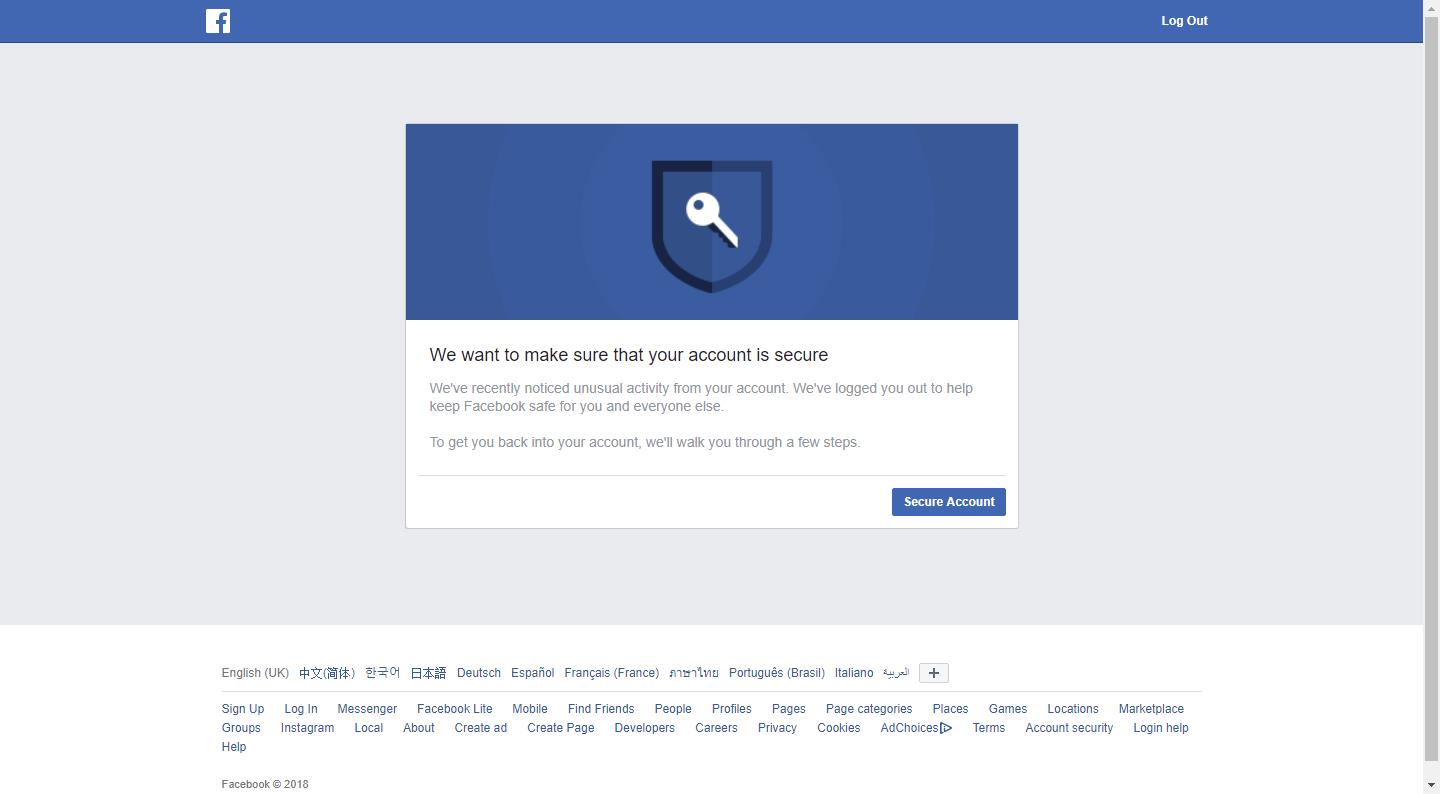 Log Out
We want to make sure that your account is secure
We've recently noticed unusual activity from your account. We've logged you out to help
keep Facebook safe for you and everyone else.
To get you back into your account, we'll walk you through a few steps.
Secure Account
English (UK) 中文(简体) 한국어 日本語 Deutsch Español Français (France) ภาษาไทย Português (Brasil) Italiano العربية
Sign Up Log In Messenger Facebook Lite Mobile Find Friends People Profiles Pages Page categories Places Games Locations Marketplace
Groups Instagram Local About Create ad Create Page Developers Careers Privacy Cookies AdChoices Terms Account security Login help
Help
Facebook © 2018